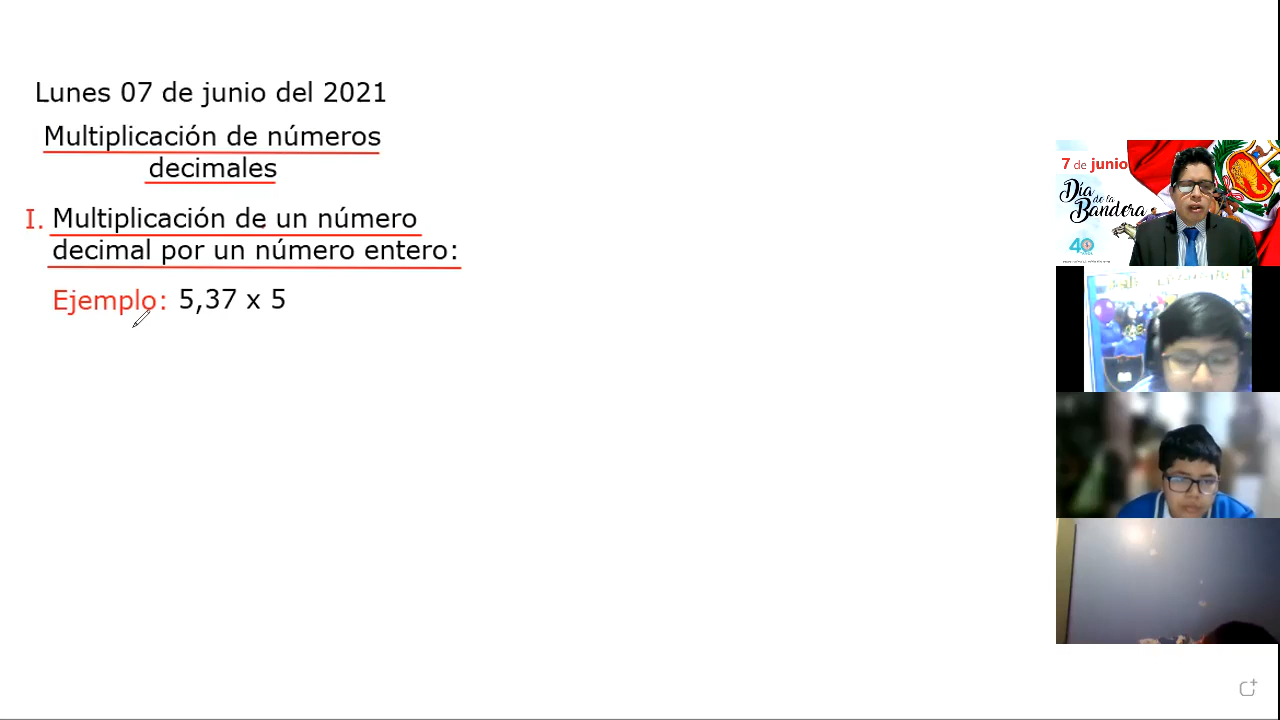 Lunes 07 de junio del 2021
Multiplicación de números
decimales
I. Multiplicación de un número
decimal por un número entero:
Ejemplo: 5,37 x 5
7 de junio
Día
de la
Bandera
40